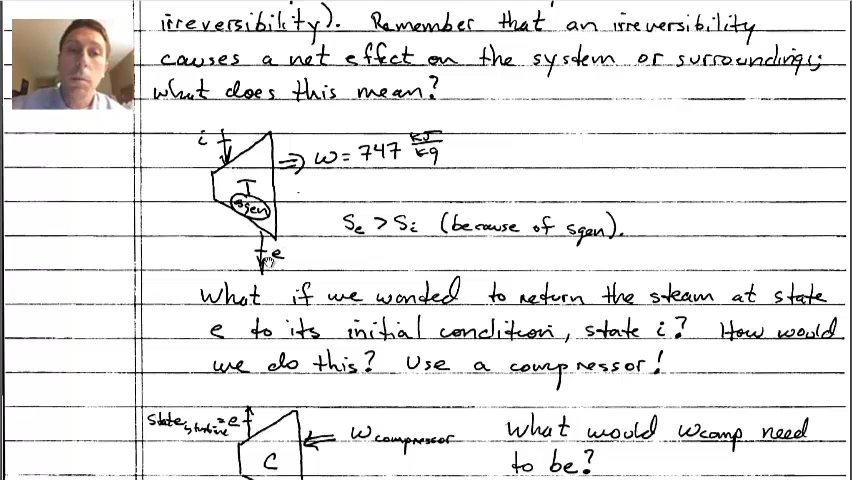 irreversibility). Remember that an irreversibility
causes a net effect on the system or surroundings;
what does this mean?
i
⇒ w = 747 kJ/kg
T
sgen
Se > Si (because of sgen).
e
What if we wanted to return the steam at state
e to its initial condition, state i? How would
we do this? Use a compressor!
state i, turbine = e
C
⇐ wcompressor
What would wcomp need
to be?